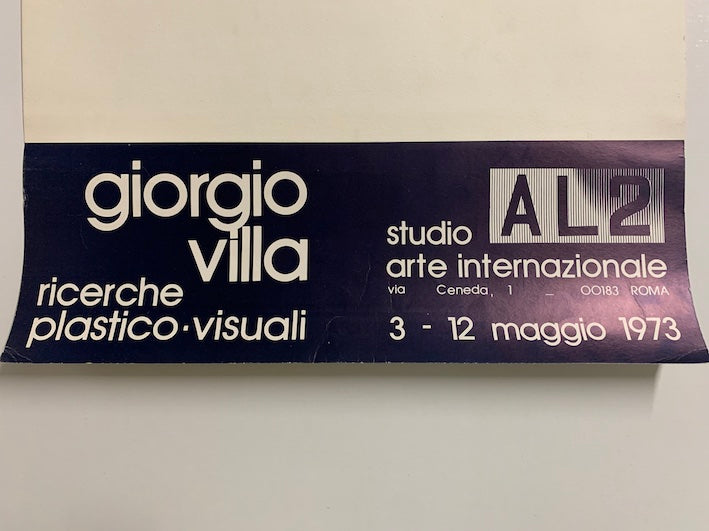 giorgio
villa
ricerche
plastico·visuali
studio AL2
arte internazionale
via Ceneda, 1 _ 00183 ROMA
3 - 12 maggio 1973